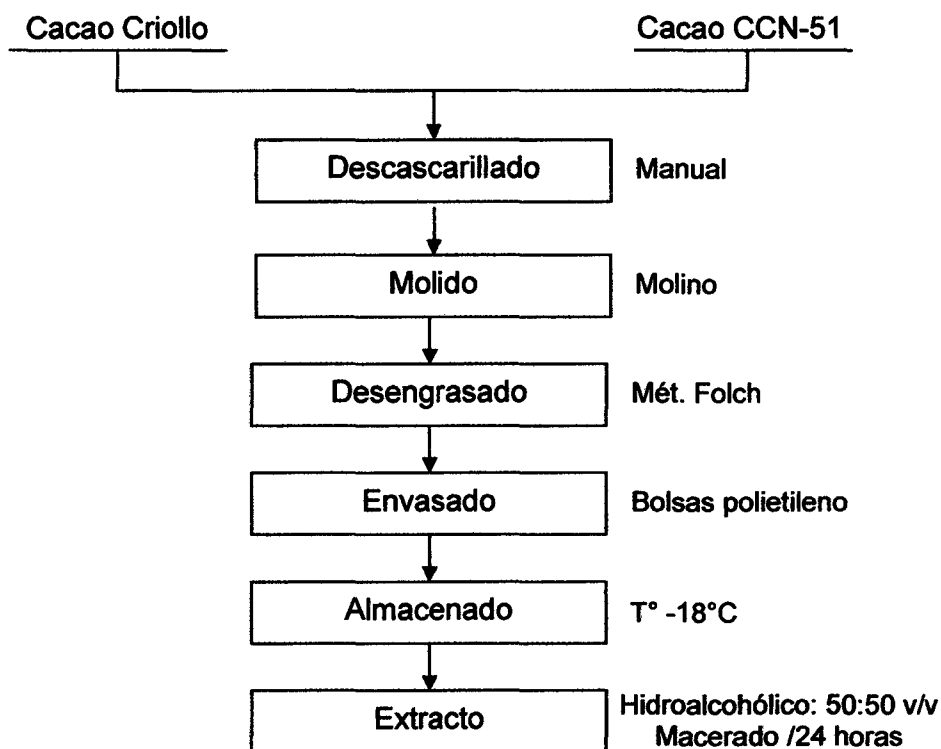 Cacao Criollo
Cacao CCN-51
Descascarillado
Manual
Molido
Molino
Desengrasado
Mét. Folch
Envasado
Bolsas polietileno
Almacenado
T° -18°C
Extracto
Hidroalcohólico: 50:50 v/v
Macerado /24 horas